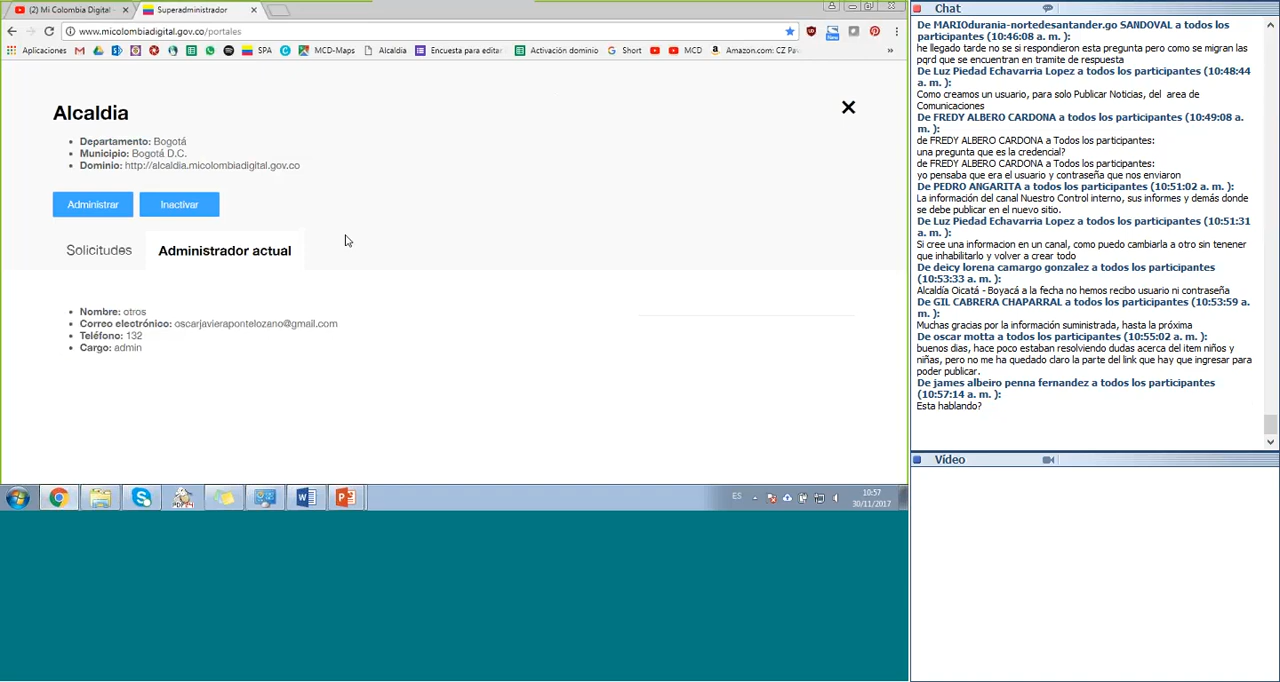 (2) Mi Colombia Digital -
Superadministrador
www.micolombiadigital.gov.co/portales
Aplicaciones
SPA
MCD-Maps
Alcaldia
Encuesta para editar
Activación dominio
Short
MCD
Amazon.com: CZ Pav
»
Alcaldia
Departamento: Bogotá
Municipio: Bogotá D.C.
Dominio: http://alcaldia.micolombiadigital.gov.co
Administrar
Inactivar
Solicitudes
Administrador actual
Nombre: otros
Correo electrónico: oscarjavierapontelozano@gmail.com
Teléfono: 132
Cargo: admin
ES
10:57
30/11/2017
Chat
De MARIOdurania-nortedesantander.go SANDOVAL a todos los
participantes (10:46:08 a. m. ):
he llegado tarde no se si respondieron esta pregunta pero como se migran las
pqrd que se encuentran en tramite de respuesta
De Luz Piedad Echavarria Lopez a todos los participantes (10:48:44
a. m. ):
Como creamos un usuario, para solo Publicar Noticias, del area de
Comunicaciones
De FREDY ALBERO CARDONA a todos los participantes (10:49:08 a.
m. ):
de FREDY ALBERO CARDONA a Todos los participantes:
una pregunta que es la credencial?
de FREDY ALBERO CARDONA a Todos los participantes:
yo pensaba que era el usuario y contraseña que nos enviaron
De PEDRO ANGARITA a todos los participantes (10:51:02 a. m. ):
La información del canal Nuestro Control interno, sus informes y demás donde
se debe publicar en el nuevo sitio.
De Luz Piedad Echavarria Lopez a todos los participantes (10:51:31
a. m. ):
Si cree una informacion en un canal, como puedo cambiarla a otro sin tenener
que inhabilitarlo y volver a crear todo
De deicy lorena camargo gonzalez a todos los participantes
(10:53:33 a. m. ):
Alcaldía Oicatá - Boyacá a la fecha no hemos recibo usuario ni contraseña
De GIL CABRERA CHAPARRAL a todos los participantes (10:53:59 a.
m. ):
Muchas gracias por la información suministrada, hasta la próxima
De oscar motta a todos los participantes (10:55:02 a. m. ):
buenos dias, hace poco estaban resolviendo dudas acerca del item niños y
niñas, pero no me ha quedado claro la parte del link que hay que ingresar para
poder publicar.
De james albeiro penna fernandez a todos los participantes
(10:57:14 a. m. ):
Esta hablando?
Vídeo